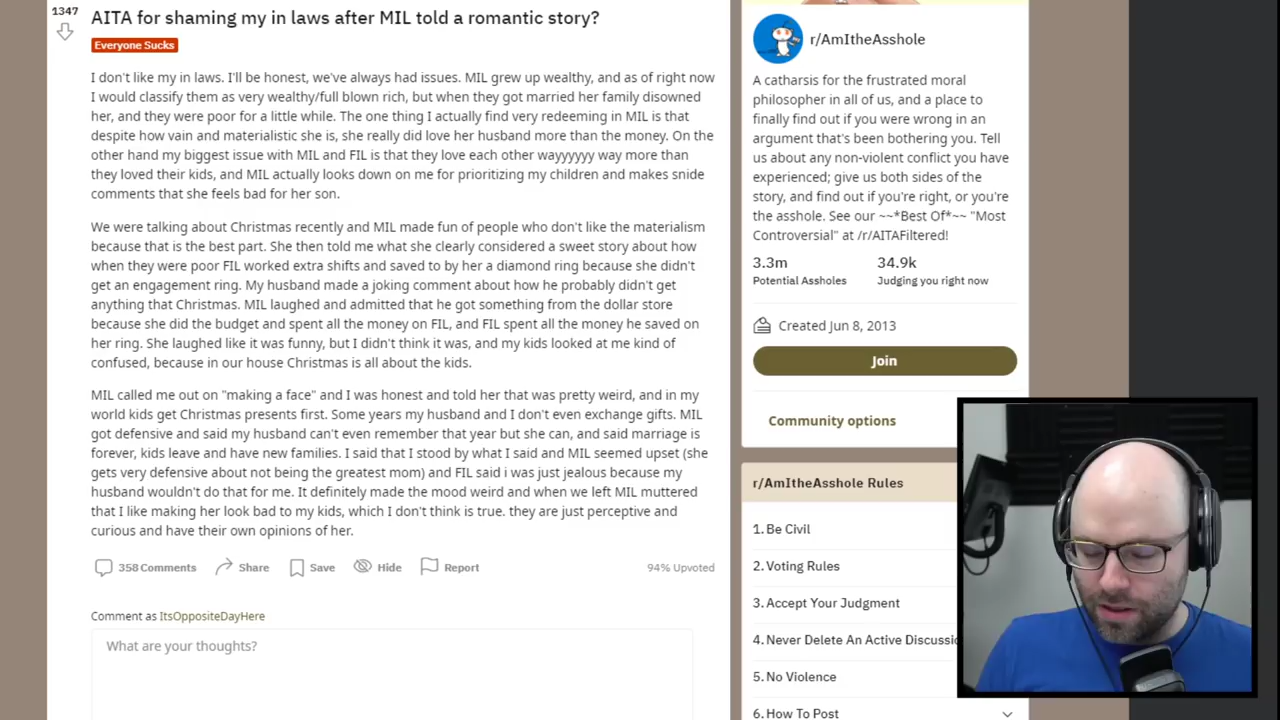 1347
AITA for shaming my in laws after MIL told a romantic story?
Everyone Sucks
I don't like my in laws. I'll be honest, we've always had issues. MIL grew up wealthy, and as of right now
I would classify them as very wealthy/full blown rich, but when they got married her family disowned
her, and they were poor for a little while. The one thing I actually find very redeeming in MIL is that
despite how vain and materialistic she is, she really did love her husband more than the money. On the
other hand my biggest issue with MIL and FIL is that they love each other wayyyyyy way more than
they loved their kids, and MIL actually looks down on me for prioritizing my children and makes snide
comments that she feels bad for her son.
We were talking about Christmas recently and MIL made fun of people who don't like the materialism
because that is the best part. She then told me what she clearly considered a sweet story about how
when they were poor FIL worked extra shifts and saved to by her a diamond ring because she didn't
get an engagement ring. My husband made a joking comment about how he probably didn't get
anything that Christmas. MIL laughed and admitted that he got something from the dollar store
because she did the budget and spent all the money on FIL, and FIL spent all the money he saved on
her ring. She laughed like it was funny, but I didn't think it was, and my kids looked at me kind of
confused, because in our house Christmas is all about the kids.
MIL called me out on "making a face" and I was honest and told her that was pretty weird, and in my
world kids get Christmas presents first. Some years my husband and I don't even exchange gifts. MIL
got defensive and said my husband can't even remember that year but she can, and said marriage is
forever, kids leave and have new families. I said that I stood by what I said and MIL seemed upset (she
gets very defensive about not being the greatest mom) and FIL said i was just jealous because my
husband wouldn't do that for me. It definitely made the mood weird and when we left MIL muttered
that I like making her look bad to my kids, which I don't think is true. they are just perceptive and
curious and have their own opinions of her.
358 Comments Share Save Hide Report 94% Upvoted
Comment as ItsOppositeDayHere
What are your thoughts?
r/AmItheAsshole
A catharsis for the frustrated moral
philosopher in all of us, and a place to
finally find out if you were wrong in an
argument that's been bothering you. Tell
us about any non-violent conflict you have
experienced; give us both sides of the
story, and find out if you're right, or you're
the asshole. See our ~~*Best Of*~~ "Most
Controversial" at /r/AITAFiltered!
3.3m 34.9k
Potential Assholes Judging you right now
Created Jun 8, 2013
Join
Community options
r/AmItheAsshole Rules
1. Be Civil
2. Voting Rules
3. Accept Your Judgment
4. Never Delete An Active Discussio
5. No Violence
6. How To Post